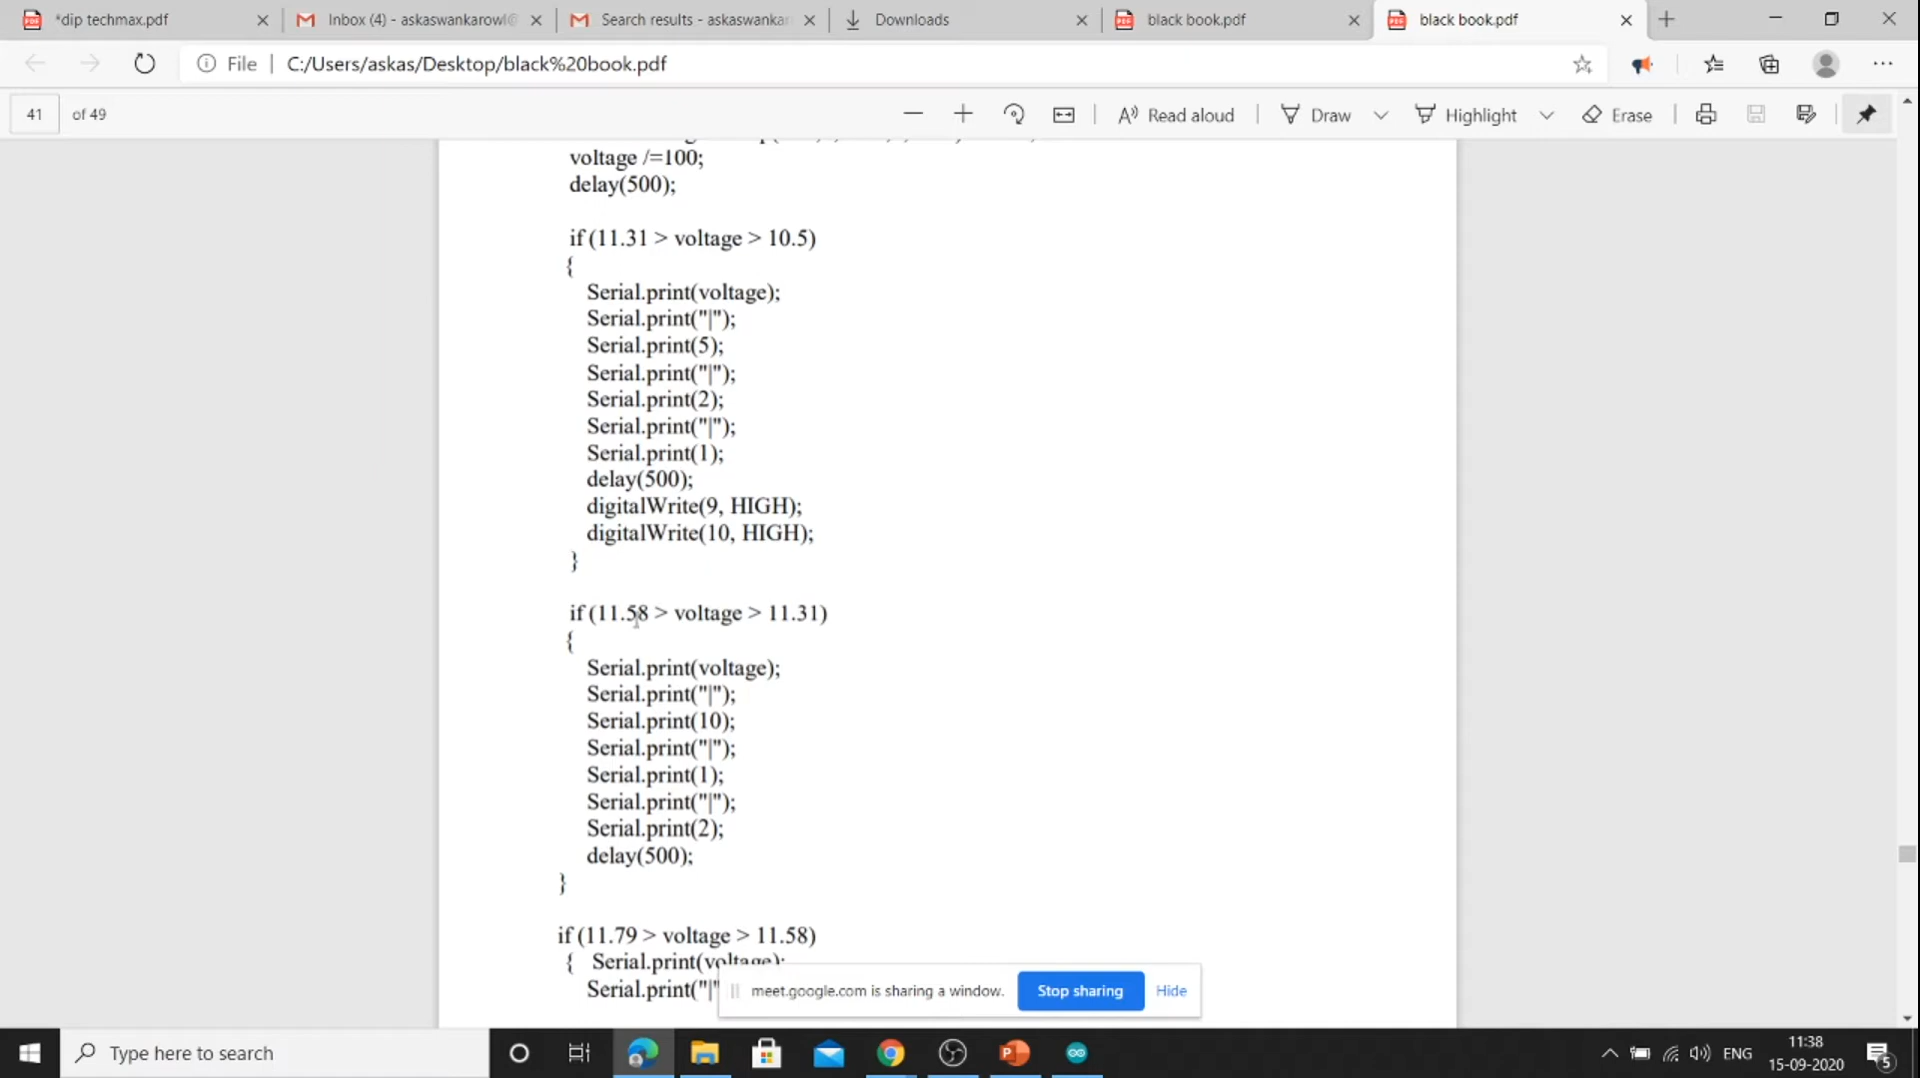 *dip techmax.pdf
Inbox (4) - askaswankarowl@
Search results - askaswankar
Downloads
black book.pdf
black book.pdf
File
C:/Users/askas/Desktop/black%20book.pdf
41 of 49
Read aloud
Draw
Highlight
Erase
voltage /=100;
delay(500);
if (11.31 > voltage > 10.5)
{
Serial.print(voltage);
Serial.print("|");
Serial.print(5);
Serial.print("|");
Serial.print(2);
Serial.print("|");
Serial.print(1);
delay(500);
digitalWrite(9, HIGH);
digitalWrite(10, HIGH);
}
if (11.58 > voltage > 11.31)
{
Serial.print(voltage);
Serial.print("|");
Serial.print(10);
Serial.print("|");
Serial.print(1);
Serial.print("|");
Serial.print(2);
delay(500);
}
if (11.79 > voltage > 11.58)
{ Serial.print(voltage);
Serial.print("|"
meet.google.com is sharing a window.
Stop sharing
Hide
Type here to search
ENG
11:38
15-09-2020
5